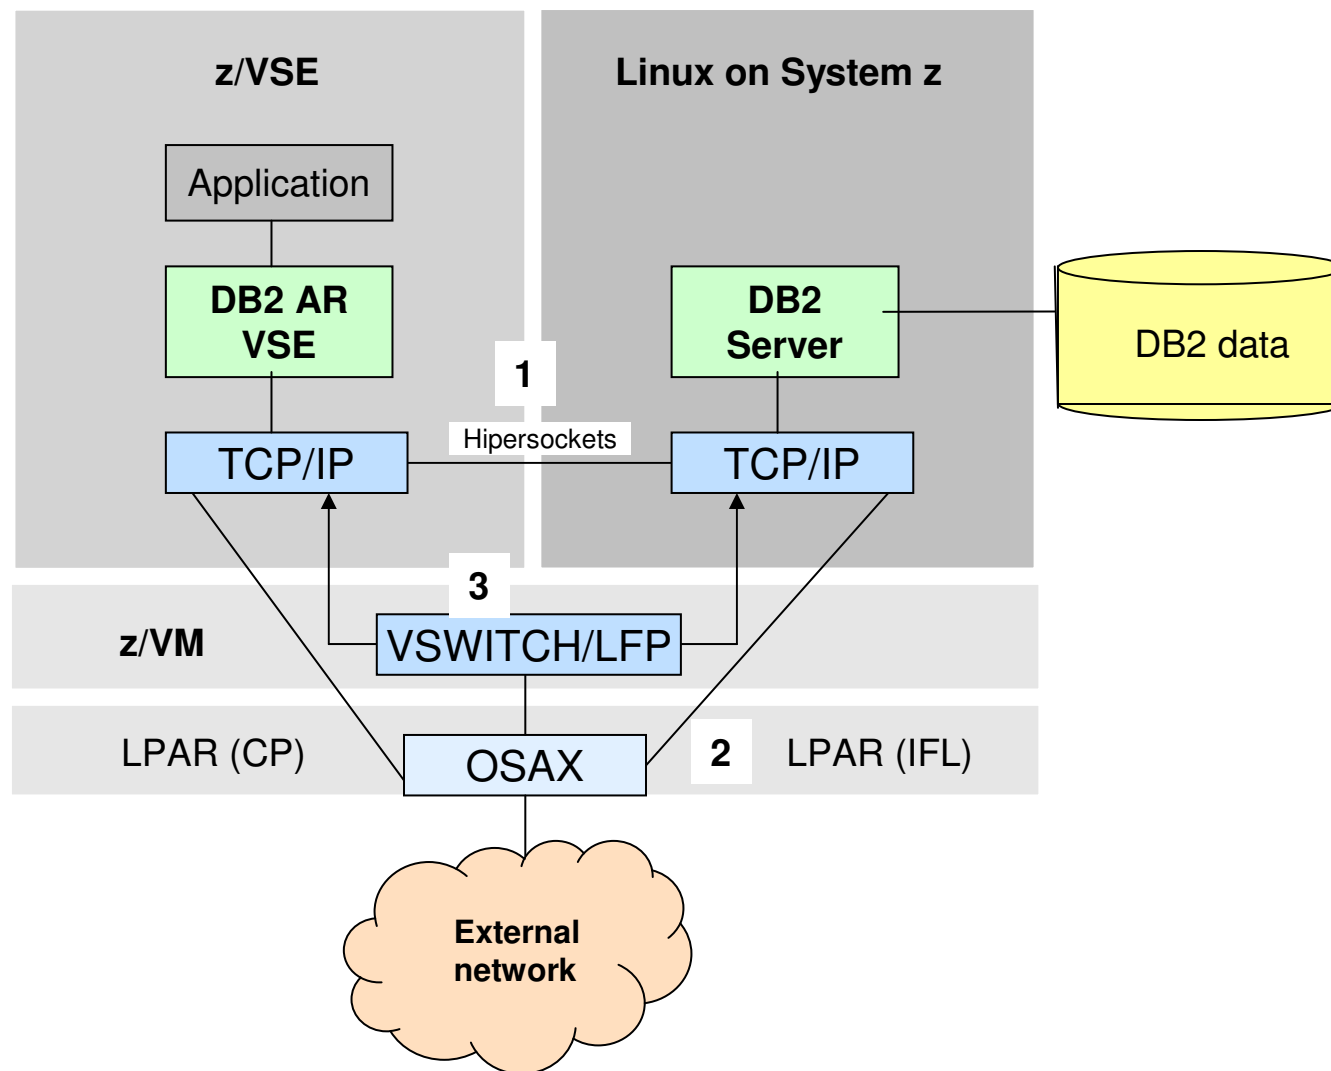 z/VSE
Linux on System z
Application
DB2 AR
VSE
DB2
Server
DB2 data
1
Hipersockets
TCP/IP
TCP/IP
3
z/VM
VSWITCH/LFP
LPAR (CP)
OSAX
2
LPAR (IFL)
External
network